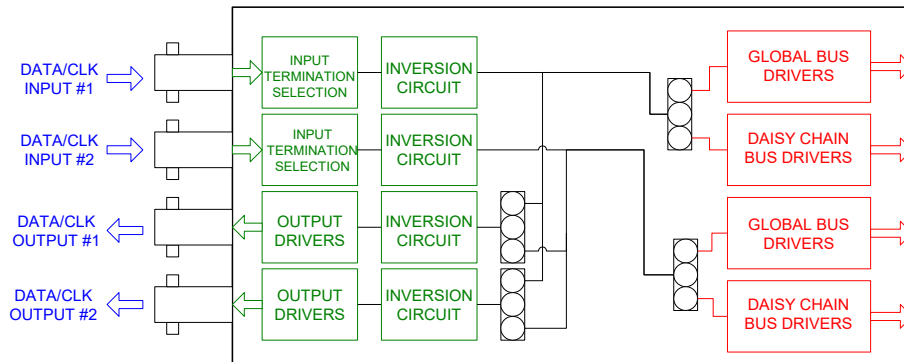 DATA/CLK
INPUT #1
INPUT
TERMINATION
SELECTION
INVERSION
CIRCUIT
GLOBAL BUS
DRIVERS
DATA/CLK
INPUT #2
INPUT
TERMINATION
SELECTION
INVERSION
CIRCUIT
DAISY CHAIN
BUS DRIVERS
DATA/CLK
OUTPUT #1
OUTPUT
DRIVERS
INVERSION
CIRCUIT
GLOBAL BUS
DRIVERS
DATA/CLK
OUTPUT #2
OUTPUT
DRIVERS
INVERSION
CIRCUIT
DAISY CHAIN
BUS DRIVERS